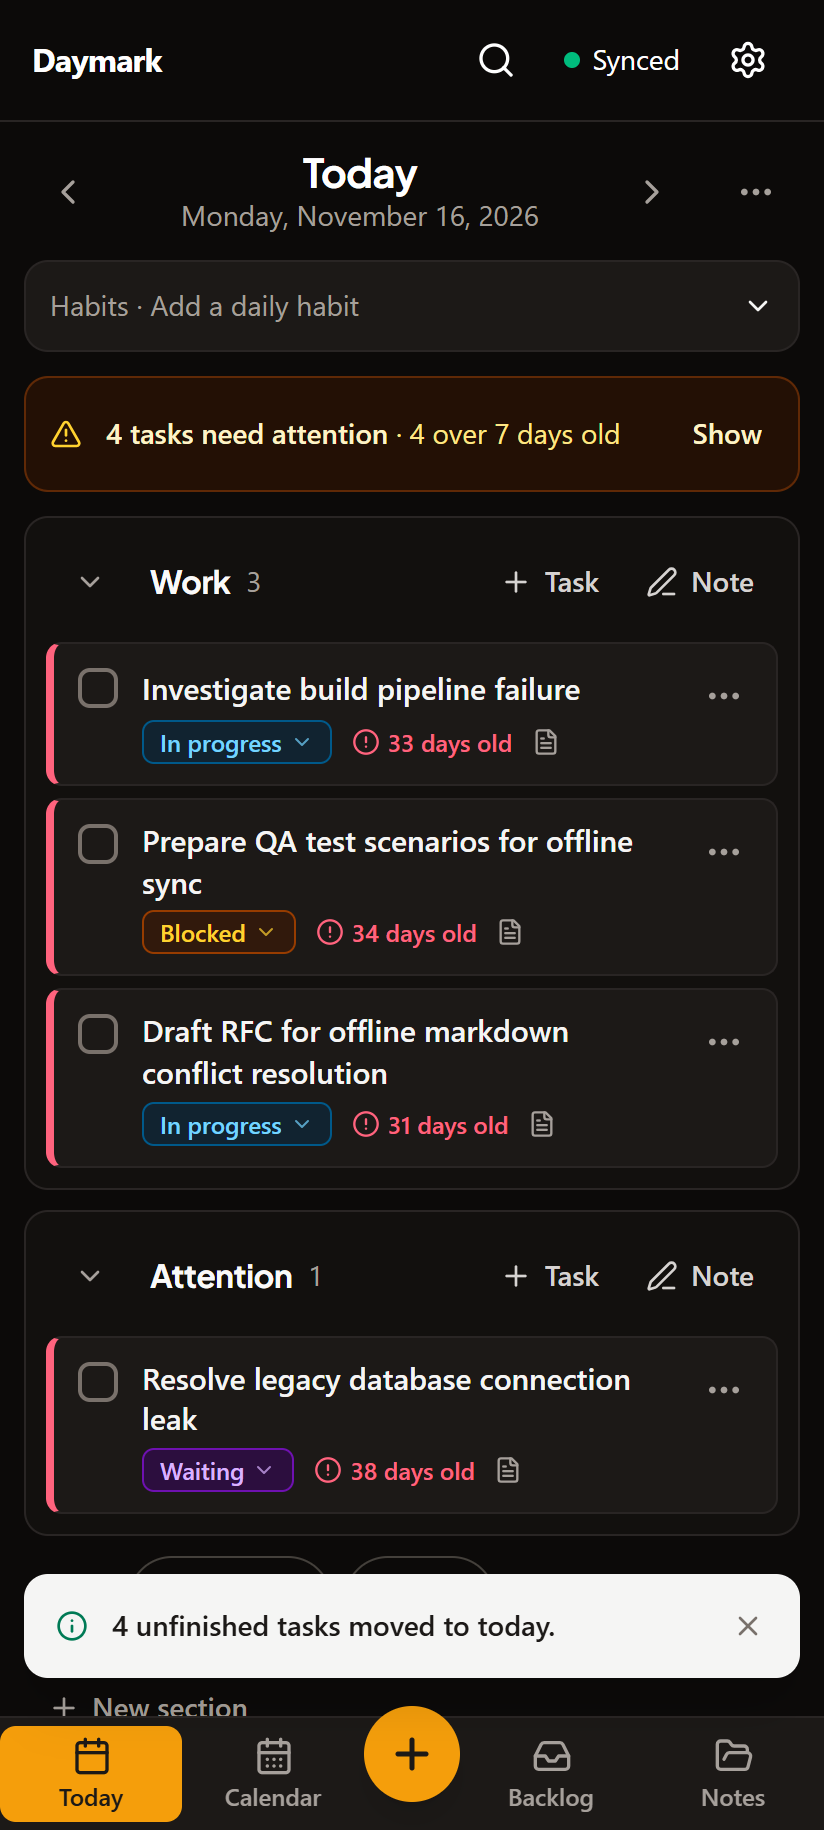 Daymark
Synced
Today
Monday, November 16, 2026
Habits · Add a daily habit
4 tasks need attention · 4 over 7 days old
Show
Work 3
Task
Note
Investigate build pipeline failure
In progress
33 days old
Prepare QA test scenarios for offline
sync
Blocked
34 days old
Draft RFC for offline markdown
conflict resolution
In progress
31 days old
Attention 1
Task
Note
Resolve legacy database connection
leak
Waiting
38 days old
4 unfinished tasks moved to today.
New section
Today
Calendar
Backlog
Notes